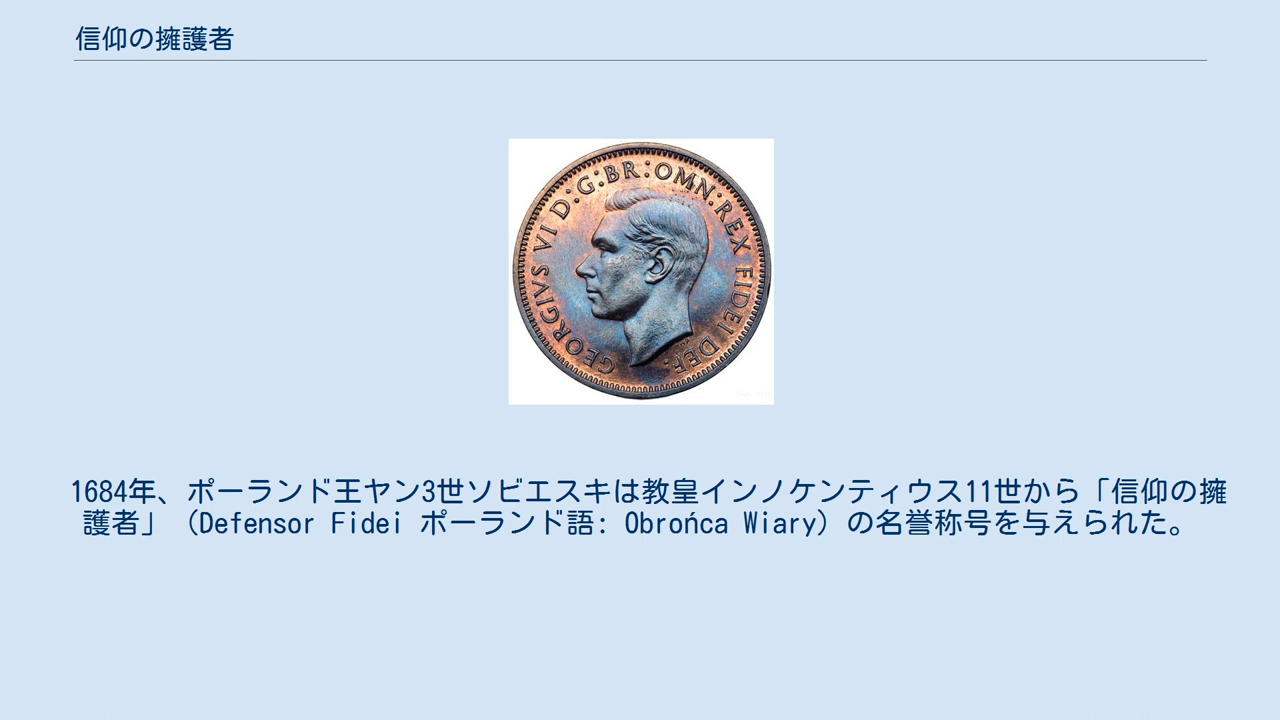 信仰の擁護者
GEORGIVS VI D:G:BR:OMN:REX FIDEI DEF:
1684年、ポーランド王ヤン3世ソビエスキは教皇インノケンティウス11世から「信仰の擁
護者」（Defensor Fidei ポーランド語: Obrońca Wiary）の名誉称号を与えられた。